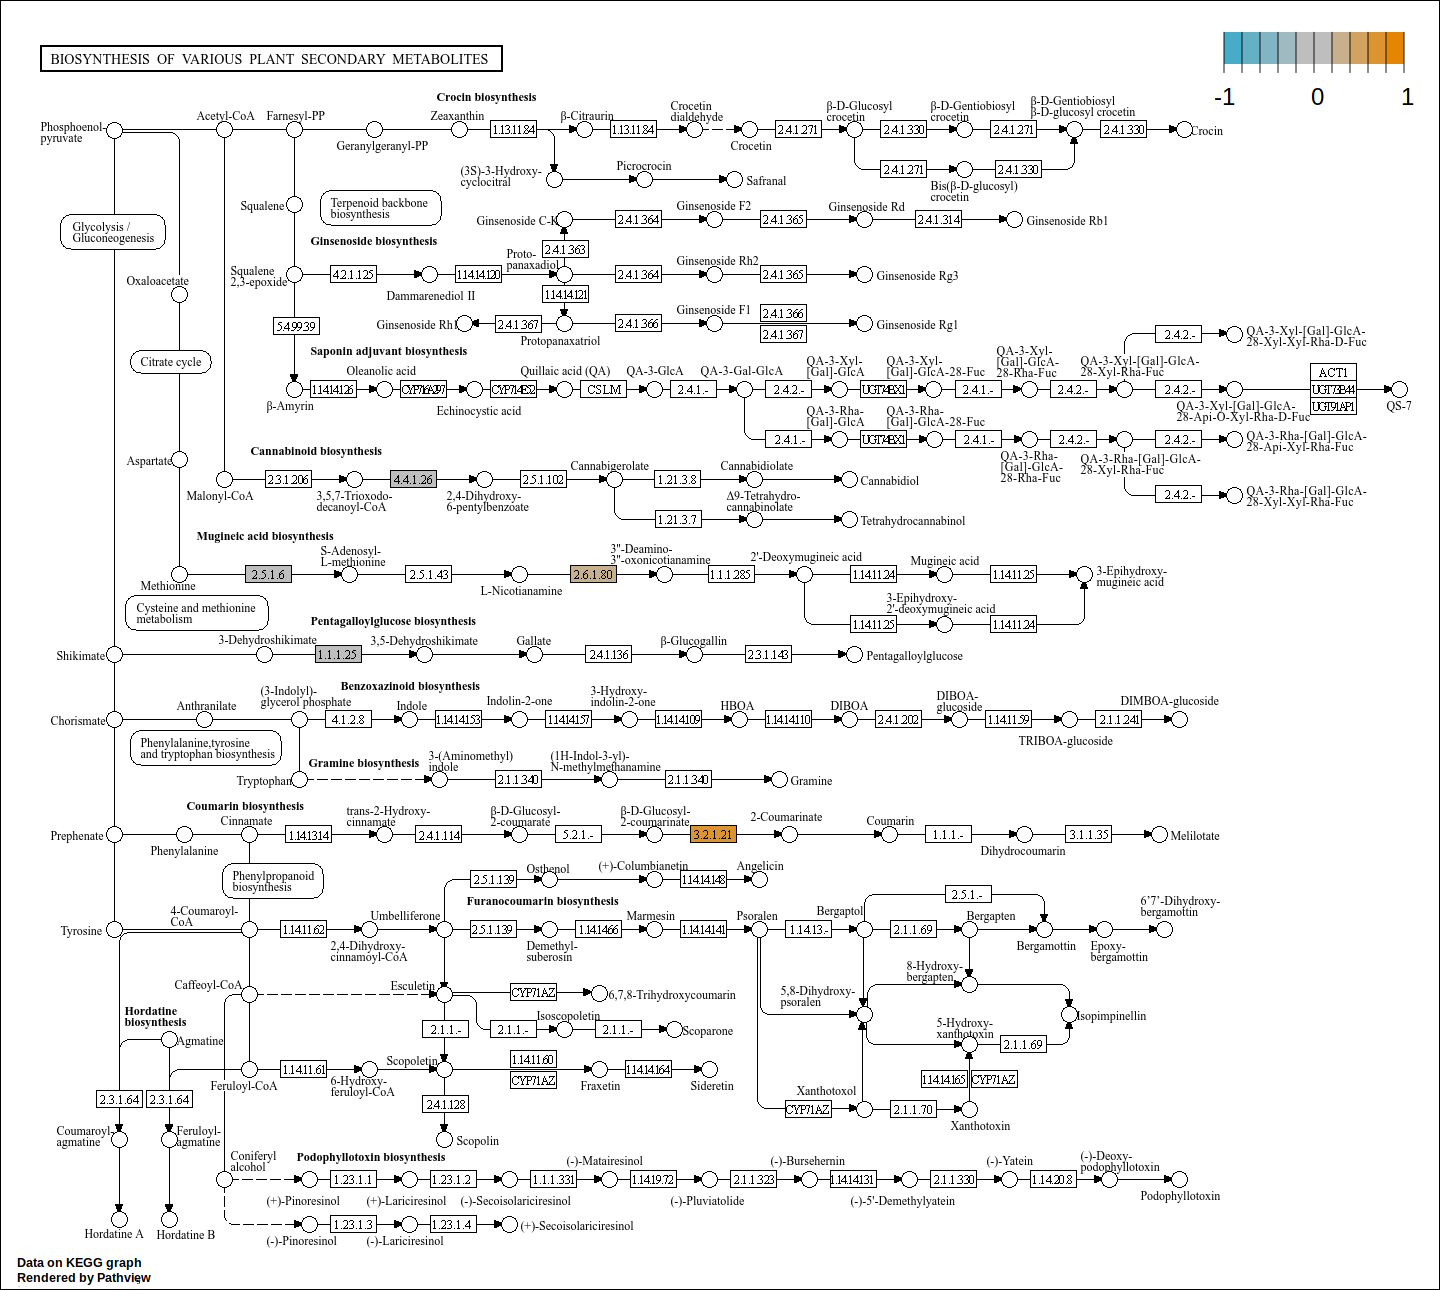 BIOSYNTHESIS OF VARIOUS PLANT SECONDARY METABOLITES
-1 0 1
Crocin biosynthesis
Phosphoenol
pyruvate
Acetyl-CoA
Farnesyl-PP
Geranylgeranyl-PP
Zeaxanthin
1.13.11.84
β-Citraurin
1.13.11.84
Crocetin
dialdehyde
Crocetin
2.4.1.271
β-D-Glucosyl
crocetin
2.4.1.330
β-D-Gentiobiosyl
crocetin
2.4.1.271
β-D-Gentiobiosyl
β-D-glucosyl crocetin
2.4.1.330
Crocin
2.4.1.271
Bis(β-D-glucosyl)
crocetin
2.4.1.330
(3S)-3-Hydroxy-
cyclocitral
Picrocrocin
Safranal
Squalene
Terpenoid backbone
biosynthesis
Glycolysis /
Gluconeogenesis
Ginsenoside biosynthesis
Ginsenoside C-K
2.4.1.364
Ginsenoside F2
2.4.1.365
Ginsenoside Rd
2.4.1.314
Ginsenoside Rb1
2.4.1.363
Squalene
2,3-epoxide
4.2.1.125
Dammarenediol II
1.14.14.120
Proto-
panaxadiol
2.4.1.364
Ginsenoside Rh2
2.4.1.365
Ginsenoside Rg3
1.14.14.121
Oxaloacetate
5.4.99.39
Ginsenoside Rh1
2.4.1.367
Protopanaxatriol
2.4.1.366
Ginsenoside F1
2.4.1.366
2.4.1.367
Ginsenoside Rg1
Citrate cycle
Saponin adjuvant biosynthesis
β-Amyrin
1.14.14.126
Oleanolic acid
CYP716A297
Echinocystic acid
CYP714E52
Quillaic acid (QA)
CSLM
QA-3-GlcA
2.4.1.-
QA-3-Gal-GlcA
2.4.2.-
QA-3-Xyl-
[Gal]-GlcA
UGT74BX1
QA-3-Xyl-
[Gal]-GlcA-28-Fuc
2.4.1.-
QA-3-Xyl-
[Gal]-GlcA-
28-Rha-Fuc
2.4.2.-
QA-3-Xyl-[Gal]-GlcA-
28-Xyl-Rha-Fuc
2.4.2.-
QA-3-Xyl-[Gal]-GlcA-
28-Xyl-Xyl-Rha-D-Fuc
2.4.2.-
QA-3-Xyl-[Gal]-GlcA-
28-Api-O-Xyl-Rha-D-Fuc
ACT1
UGT73B44
UGT91AP1
QS-7
2.4.1.-
QA-3-Rha-
[Gal]-GlcA
UGT74BX1
QA-3-Rha-
[Gal]-GlcA-28-Fuc
2.4.1.-
QA-3-Rha-
[Gal]-GlcA-
28-Rha-Fuc
2.4.2.-
QA-3-Rha-[Gal]-GlcA-
28-Xyl-Rha-Fuc
2.4.2.-
QA-3-Rha-[Gal]-GlcA-
28-Api-Xyl-Rha-Fuc
2.4.2.-
QA-3-Rha-[Gal]-GlcA-
28-Xyl-Xyl-Rha-Fuc
Cannabinoid biosynthesis
Aspartate
Malonyl-CoA
2.3.1.206
3,5,7-Trioxodo-
decanoyl-CoA
4.4.1.26
2,4-Dihydroxy-
6-pentylbenzoate
2.5.1.102
Cannabigerolate
1.21.3.8
Cannabidiolate
Cannabidiol
1.21.3.7
Δ9-Tetrahydro-
cannabinolate
Tetrahydrocannabinol
Mugineic acid biosynthesis
Methionine
2.5.1.6
S-Adenosyl-
L-methionine
2.5.1.43
L-Nicotianamine
2.6.1.80
3"-Deamino-
3"-oxonicotianamine
1.1.1.285
2'-Deoxymugineic acid
1.14.11.24
Mugineic acid
1.14.11.25
3-Epihydroxy-
mugineic acid
1.14.11.25
3-Epihydroxy-
2'-deoxymugineic acid
1.14.11.24
Cysteine and methionine
metabolism
Pentagalloylglucose biosynthesis
Shikimate
3-Dehydroshikimate
1.1.1.25
3,5-Dehydroshikimate
Gallate
2.4.1.136
β-Glucogallin
2.3.1.143
Pentagalloylglucose
Benzoxazinoid biosynthesis
Chorismate
Anthranilate
(3-Indolyl)-
glycerol phosphate
4.1.2.8
Indole
1.14.14.153
Indolin-2-one
1.14.14.157
3-Hydroxy-
indolin-2-one
1.14.14.109
HBOA
1.14.14.110
DIBOA
2.4.1.202
DIBOA-
glucoside
1.14.11.59
TRIBOA-glucoside
2.1.1.241
DIMBOA-glucoside
Phenylalanine,tyrosine
and tryptophan biosynthesis
Gramine biosynthesis
Tryptophan
3-(Aminomethyl)
indole
2.1.1.340
(1H-Indol-3-yl)-
N-methylmethanamine
2.1.1.340
Gramine
Coumarin biosynthesis
Prephenate
Phenylalanine
Cinnamate
1.14.13.14
trans-2-Hydroxy-
cinnamate
2.4.1.114
β-D-Glucosyl-
2-coumarate
5.2.1.-
β-D-Glucosyl-
2-coumarinate
3.2.1.21
2-Coumarinate
Coumarin
1.1.1.-
Dihydrocoumarin
3.1.1.35
Melilotate
Phenylpropanoid
biosynthesis
2.5.1.139
Osthenol
(+)-Columbianetin
1.14.14.148
Angelicin
Furanocoumarin biosynthesis
Tyrosine
4-Coumaroyl-
CoA
1.14.11.62
2,4-Dihydroxy-
cinnamoyl-CoA
Umbelliferone
2.5.1.139
Demethyl-
suberosin
1.14.14.66
Marmesin
1.14.14.141
Psoralen
1.14.13.-
Bergaptol
2.1.1.69
Bergapten
2.5.1.-
Bergamottin
Epoxy-
bergamottin
6'7'-Dihydroxy-
bergamottin
8-Hydroxy-
bergapten
5,8-Dihydroxy-
psoralen
Isopimpinellin
5-Hydroxy-
xanthotoxin
2.1.1.69
1.14.14.165
CYP71AZ
Xanthotoxol
CYP71AZ
2.1.1.70
Xanthotoxin
Caffeoyl-CoA
Esculetin
CYP71AZ
6,7,8-Trihydroxycoumarin
2.1.1.-
2.1.1.-
Isoscopoletin
2.1.1.-
Scoparone
Hordatine
biosynthesis
Agmatine
Feruloyl-CoA
1.14.11.61
6-Hydroxy-
feruloyl-CoA
Scopoletin
1.14.11.60
CYP71AZ
Fraxetin
1.14.14.164
Sideretin
2.3.1.64
2.3.1.64
2.4.1.128
Scopolin
Coumaroyl-
agmatine
Feruloyl-
agmatine
Hordatine A
Hordatine B
Podophyllotoxin biosynthesis
Coniferyl
alcohol
(+)-Pinoresinol
1.23.1.1
(+)-Lariciresinol
1.23.1.2
(-)-Secoisolariciresinol
1.1.1.331
(-)-Matairesinol
1.14.19.72
(-)-Pluviatolide
2.1.1.323
(-)-Bursehernin
1.14.14.131
(-)-5'-Demethylyatein
2.1.1.330
(-)-Yatein
1.14.20.8
(-)-Deoxy-
podophyllotoxin
Podophyllotoxin
(-)-Pinoresinol
1.23.1.3
(-)-Lariciresinol
1.23.1.4
(+)-Secoisolariciresinol
Data on KEGG graph
Rendered by Pathview